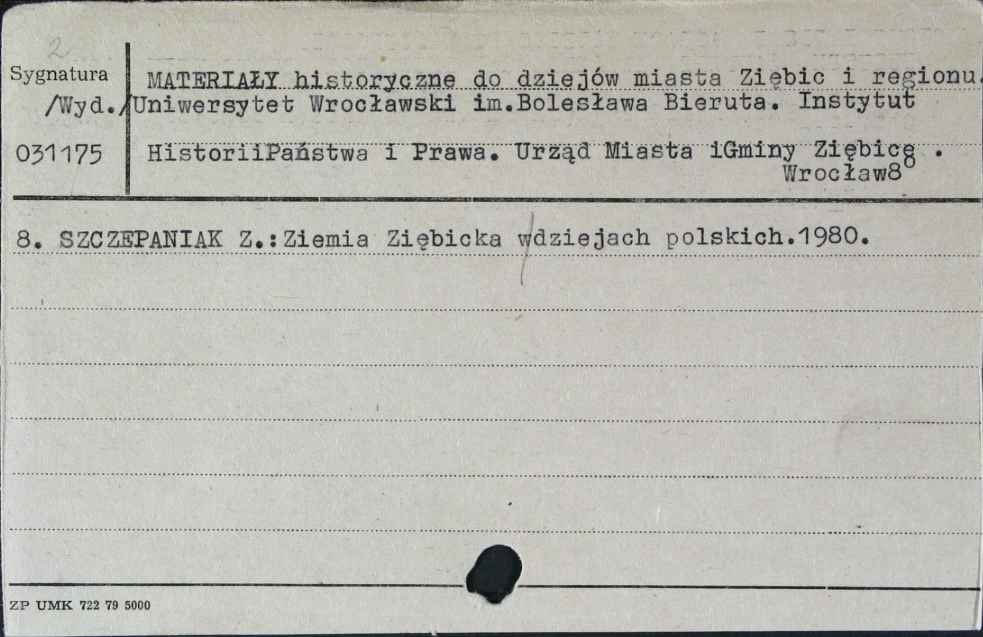 2
Sygnatura
MATERIAŁY historyczne do dziejów miasta Ziębic i regionu.
/Wyd./Uniwersytet Wrocławski im.Bolesława Bieruta. Instytut
031175
HistoriiPaństwa i Prawa. Urząd Miasta iGminy Ziębice .
Wrocław8°
8. SZCZEPANIAK Z.:Ziemia Ziębicka wdziejach polskich.1980.
ZP UMK 722 79 5000